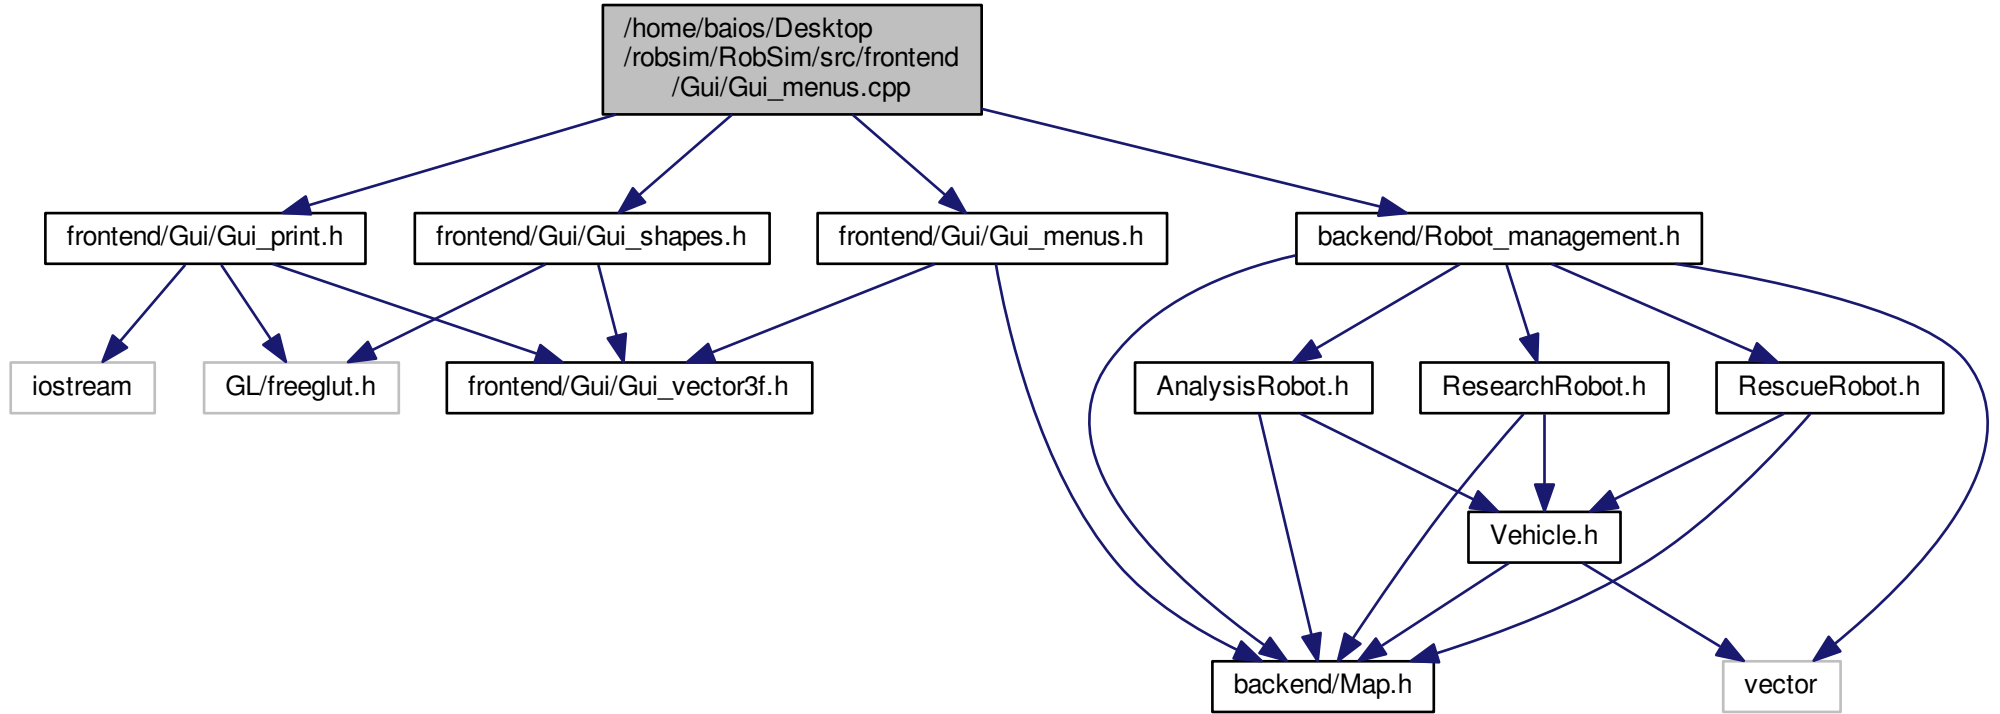 /home/baios/Desktop
/robsim/RobSim/src/frontend
/Gui/Gui_menus.cpp
frontend/Gui/Gui_print.h
frontend/Gui/Gui_shapes.h
frontend/Gui/Gui_menus.h
backend/Robot_management.h
iostream
GL/freeglut.h
frontend/Gui/Gui_vector3f.h
AnalysisRobot.h
ResearchRobot.h
RescueRobot.h
Vehicle.h
backend/Map.h
vector